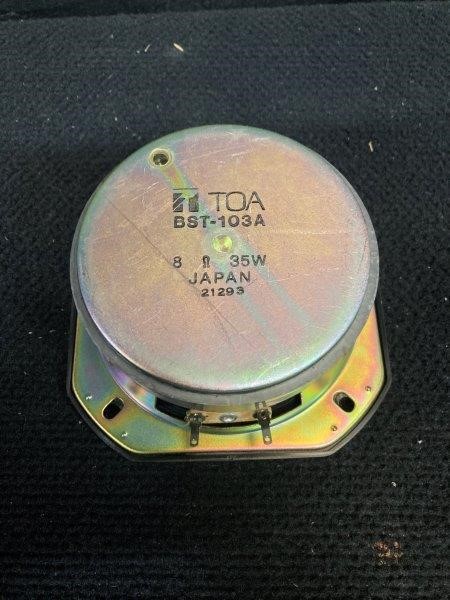 TOA
BST-103A
8 Ω 35W
JAPAN
21293